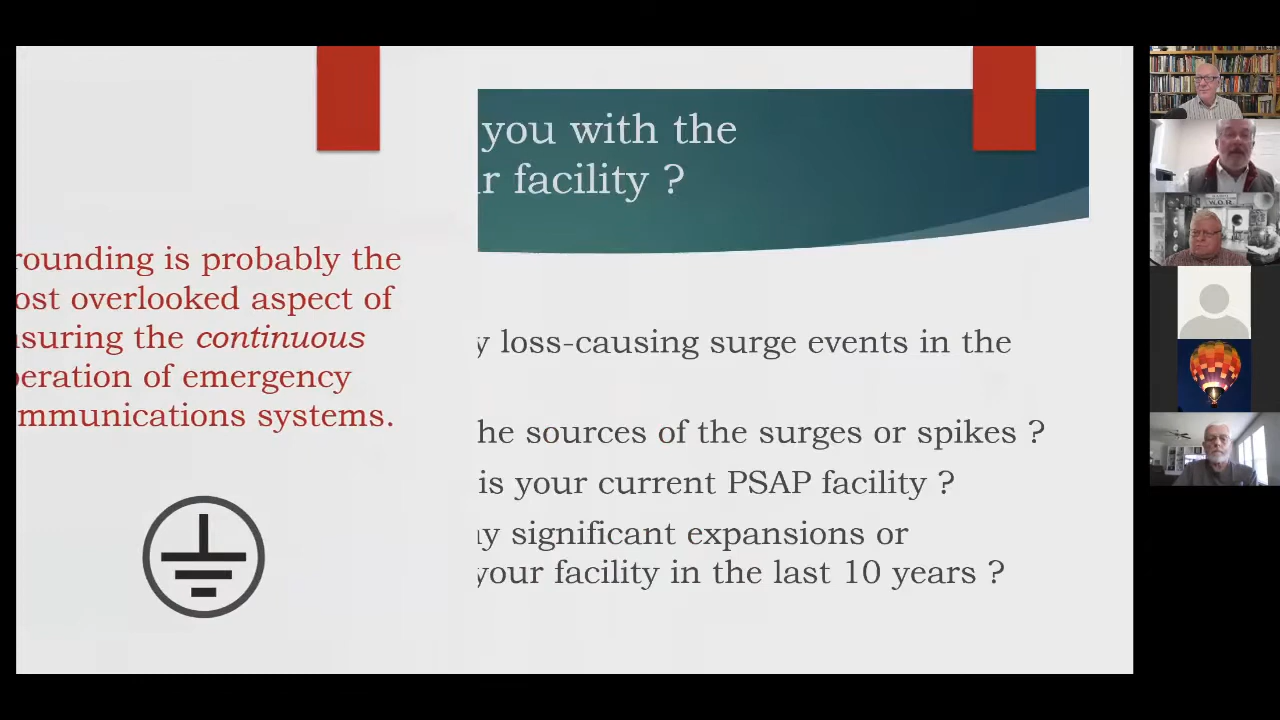 you with the
facility ?
rounding is probably the
ost overlooked aspect of
nsuring the continuous
peration of emergency
mmunications systems.
y loss-causing surge events in the
he sources of the surges or spikes ?
is your current PSAP facility ?
y significant expansions or
your facility in the last 10 years ?
W.O.R.